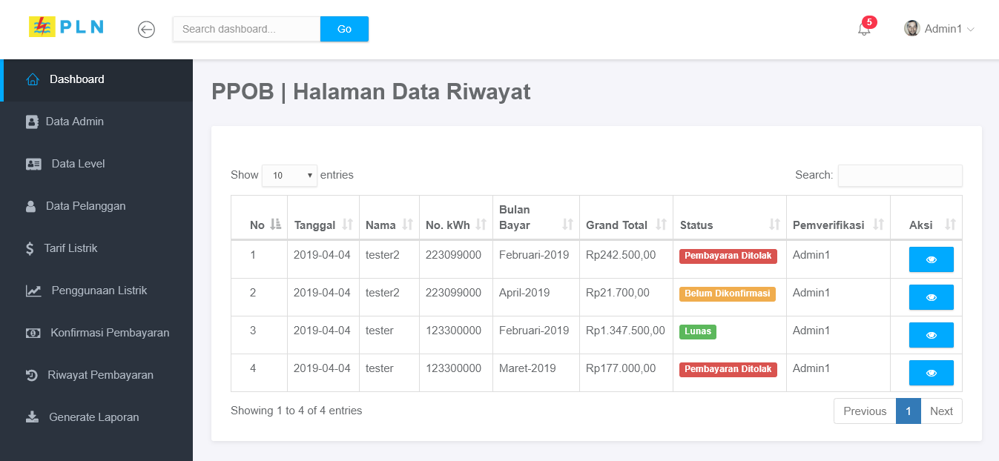 PLN
Search dashboard...
Go
5
Admin1
Dashboard
Data Admin
Data Level
Data Pelanggan
Tarif Listrik
Penggunaan Listrik
Konfirmasi Pembayaran
Riwayat Pembayaran
Generate Laporan
PPOB | Halaman Data Riwayat
Show 10 entries
Search:
No Tanggal Nama No. kWh Bulan Bayar Grand Total Status Pemverifikasi Aksi
1 2019-04-04 tester2 223099000 Februari-2019 Rp242.500,00 Pembayaran Ditolak Admin1
2 2019-04-04 tester2 223099000 April-2019 Rp21.700,00 Belum Dikonfirmasi Admin1
3 2019-04-04 tester 123300000 Februari-2019 Rp1.347.500,00 Lunas Admin1
4 2019-04-04 tester 123300000 Maret-2019 Rp177.000,00 Pembayaran Ditolak Admin1
Showing 1 to 4 of 4 entries
Previous 1 Next